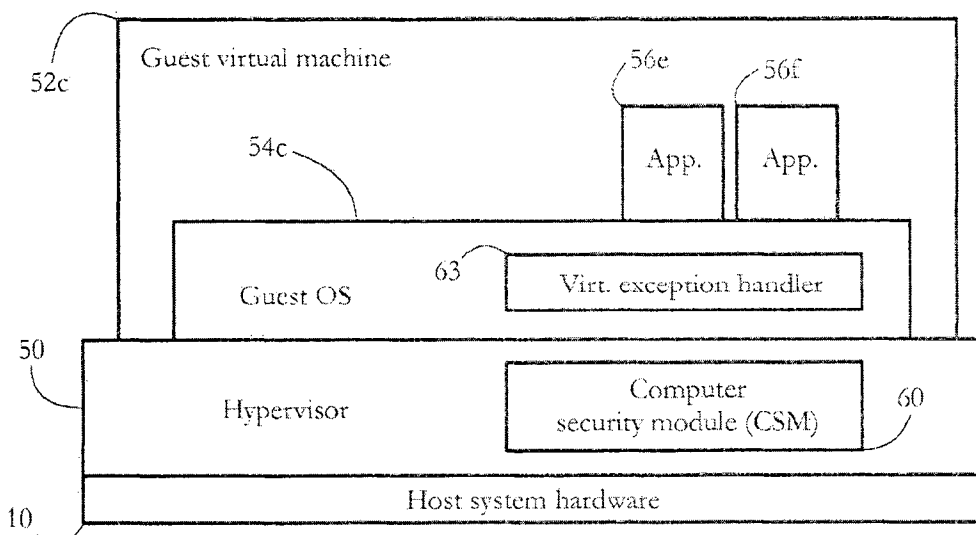 52c
Guest virtual machine
56e
56f
54c
App.
App.
63
Virt. exception handler
Guest OS
50
Hypervisor
Computer
security module (CSM)
60
Host system hardware
10